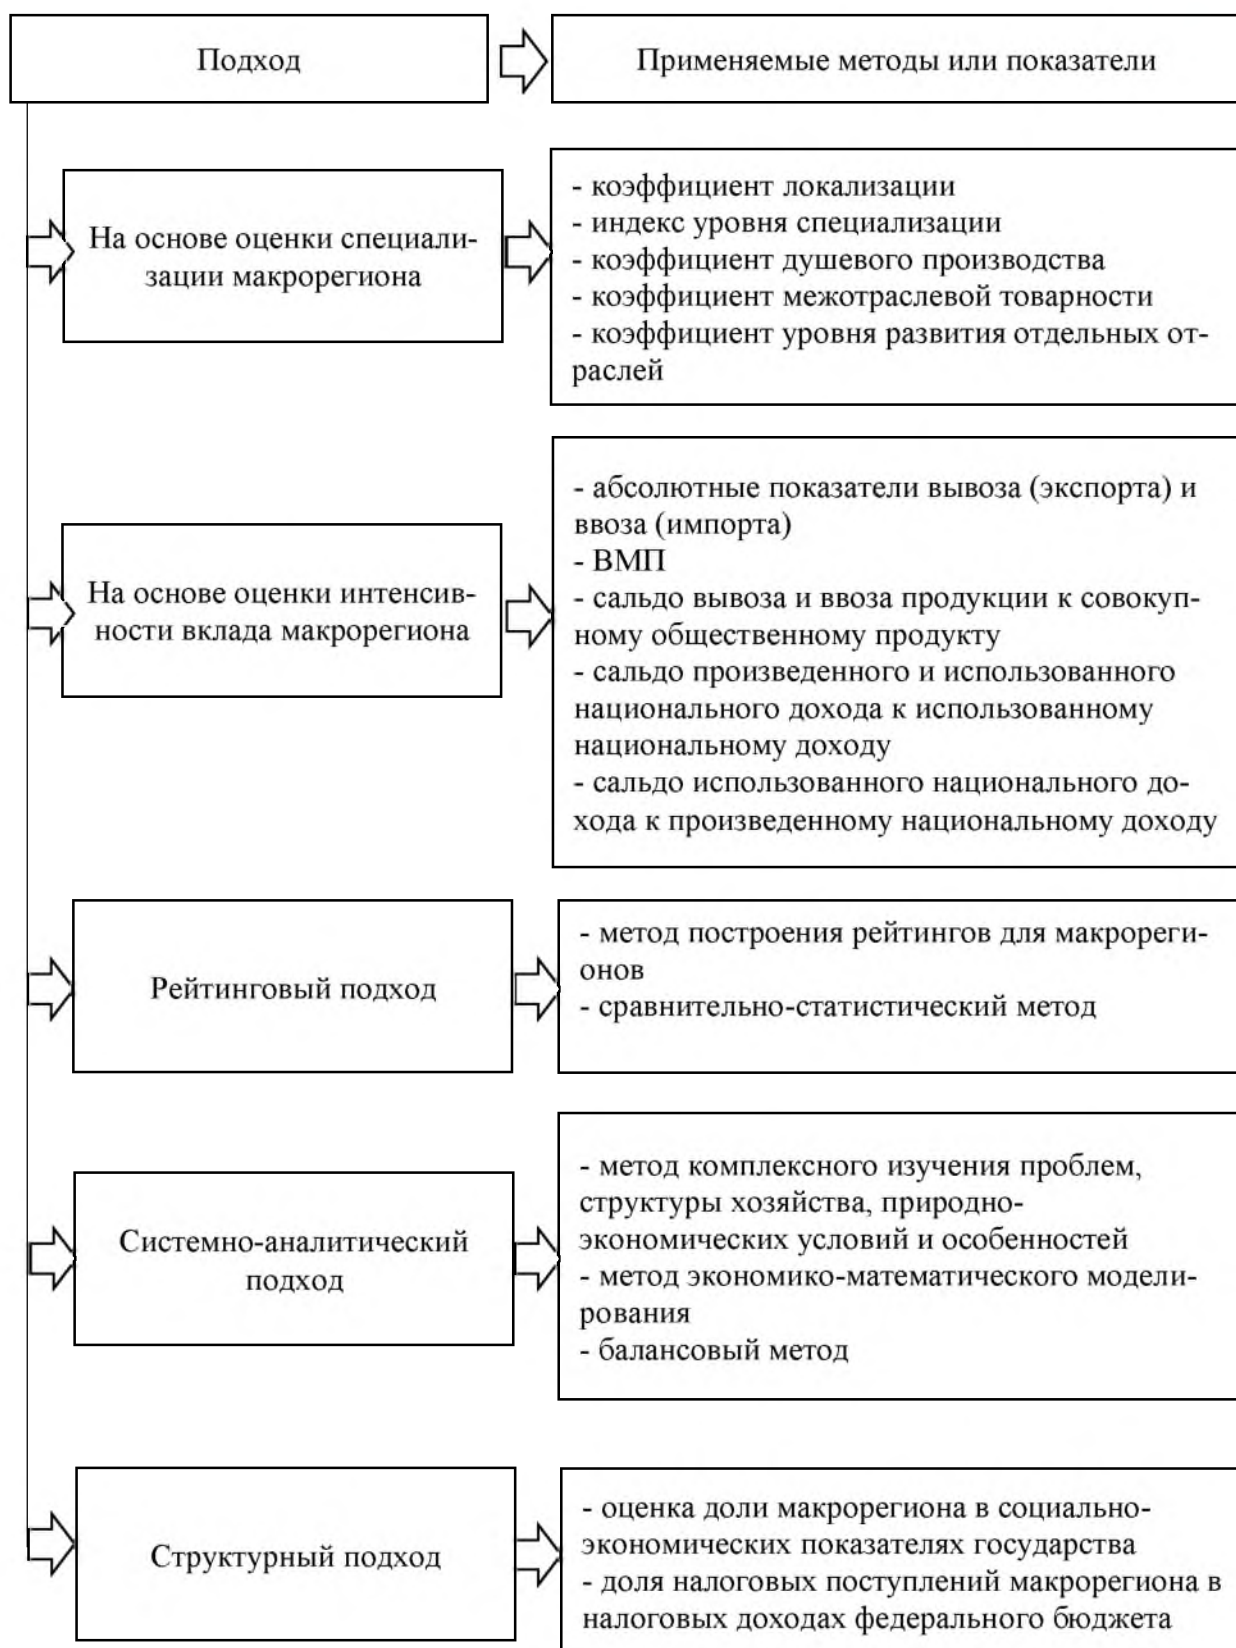 Подход
Применяемые методы или показатели
На основе оценки специали-
зации макрорегиона
- коэффициент локализации
- индекс уровня специализации
- коэффициент душевого производства
- коэффициент межотраслевой товарности
- коэффициент уровня развития отдельных от-
раслей
На основе оценки интенсив-
ности вклада макрорегиона
- абсолютные показатели вывоза (экспорта) и
ввоза (импорта)
- ВМП
- сальдо вывоза и ввоза продукции к совокуп-
ному общественному продукту
- сальдо произведенного и использованного
национального дохода к использованному
национальному доходу
- сальдо использованного национального до-
хода к произведенному национальному доходу
Рейтинговый подход
- метод построения рейтингов для макрореги-
онов
- сравнительно-статистический метод
Системно-аналитический
подход
- метод комплексного изучения проблем,
структуры хозяйства, природно-
экономических условий и особенностей
- метод экономико-математического модели-
рования
- балансовый метод
Структурный подход
- оценка доли макрорегиона в социально-
экономических показателях государства
- доля налоговых поступлений макрорегиона в
налоговых доходах федерального бюджета